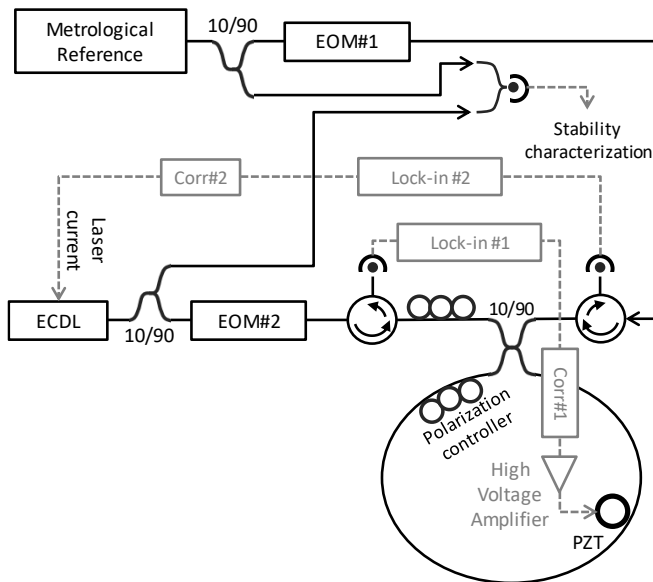 Metrological
Reference
10/90
EOM#1
Stability
characterization
Corr#2
Lock-in #2
Laser
current
Lock-in #1
ECDL
10/90
EOM#2
10/90
Corr#1
Polarization
controller
High
Voltage
Amplifier
PZT